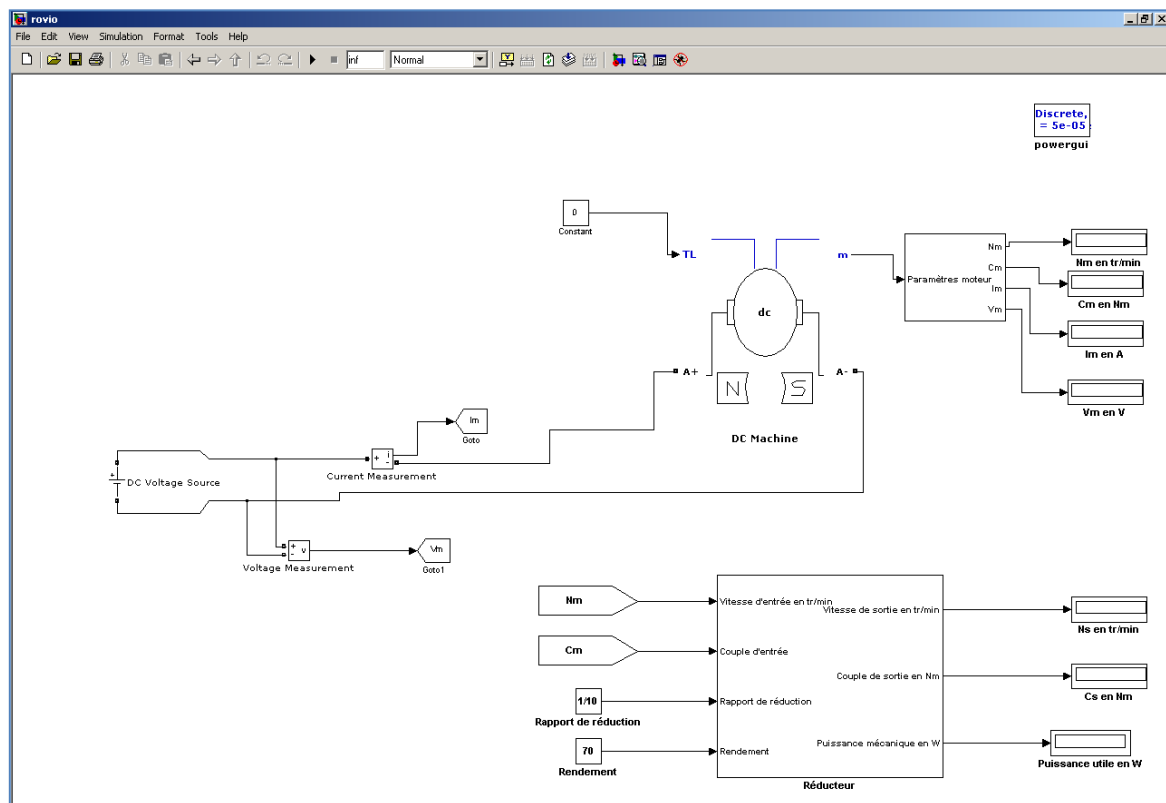 rovio
File Edit View Simulation Format Tools Help
inf Normal
Discrete,
= 5e-05
powergui
0
Constant
TL
m
dc
A+
A-
N S
DC Machine
Paramètres moteur
Nm
Cm
Im
Vm
Nm en tr/min
Cm en Nm
Im en A
Vm en V
Im
Goto
+ i
-
Current Measurement
+
DC Voltage Source
+ v
-
Voltage Measurement
Vm
Goto1
Nm
Cm
1/10
Rapport de réduction
70
Rendement
Vitesse d'entrée en tr/min
Vitesse de sortie en tr/min
Couple d'entrée
Couple de sortie en Nm
Rapport de réduction
Puissance mécanique en W
Rendement
Réducteur
Ns en tr/min
Cs en Nm
Puissance utile en W